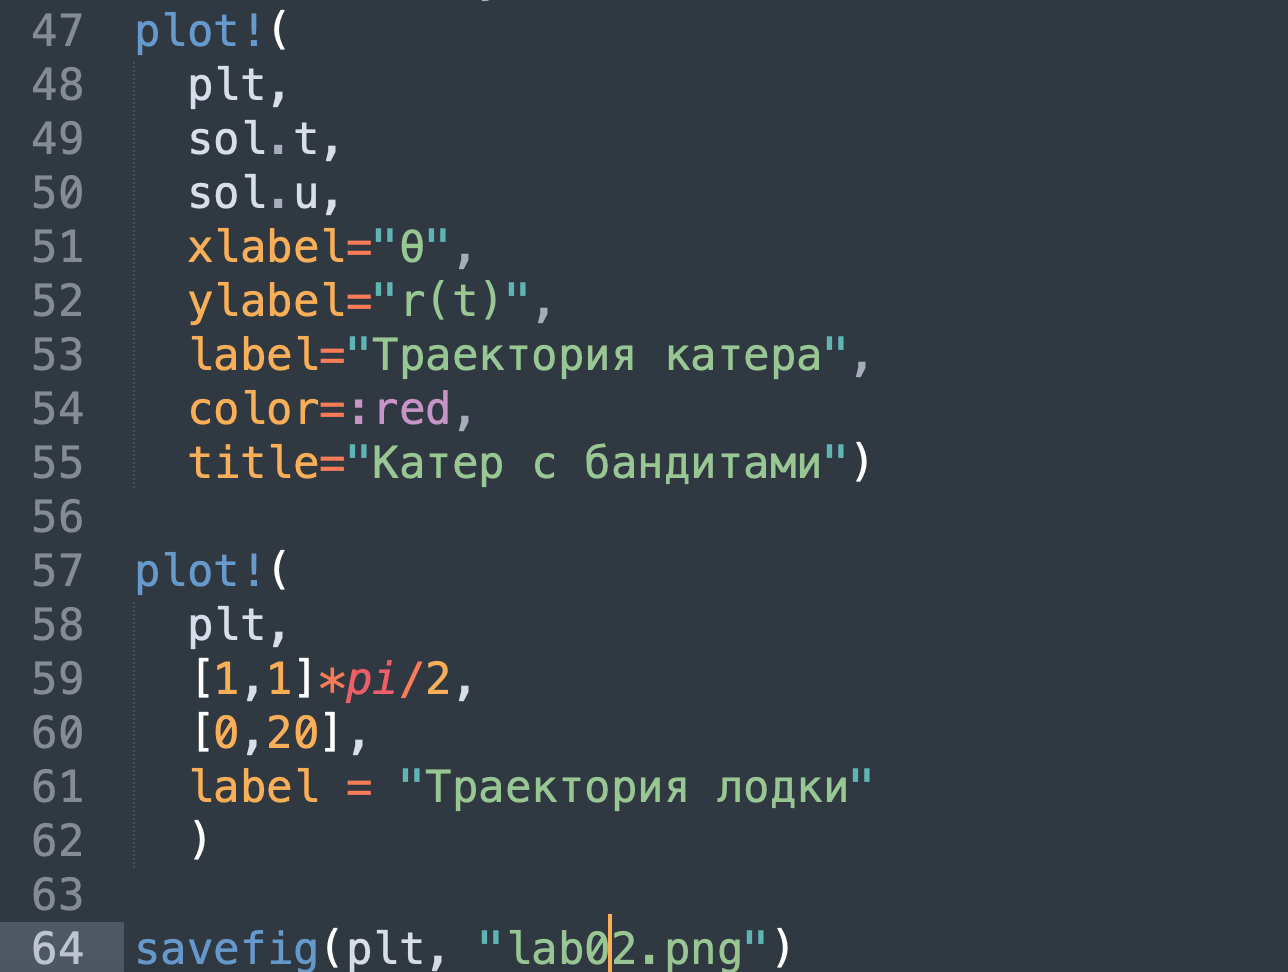 47 plot!(
48 plt,
49 sol.t,
50 sol.u,
51 xlabel="θ",
52 ylabel="r(t)",
53 label="Траектория катера",
54 color=:red,
55 title="Катер с бандитами")
56
57 plot!(
58 plt,
59 [1,1]*pi/2,
60 [0,20],
61 label = "Траектория лодки"
62 )
63
64 savefig(plt, "lab02.png")